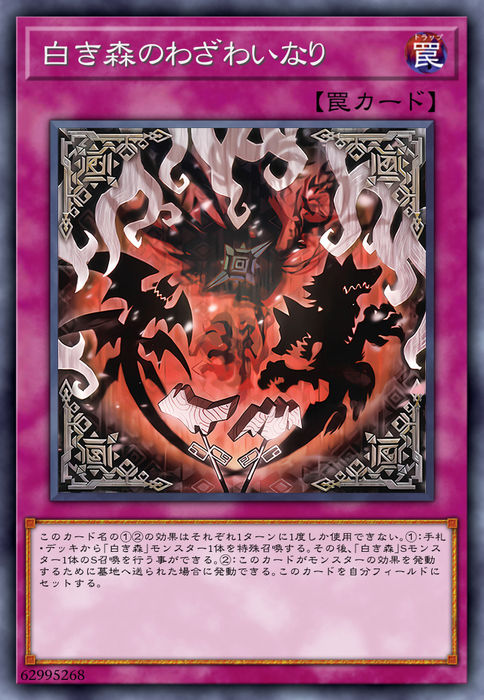 白き森のわざわいなり
トラップ
罠
【罠カード】
このカード名の①②の効果はそれぞれ1ターンに1度しか使用できない。①:手札
・デッキから「白き森」モンスター1体を特殊召喚する。その後、「白き森」Sモンス
ター1体のS召喚を行う事ができる。②:このカードがモンスターの効果を発動
するために墓地へ送られた場合に発動できる。このカードを自分フィールドに
セットする。
62995268